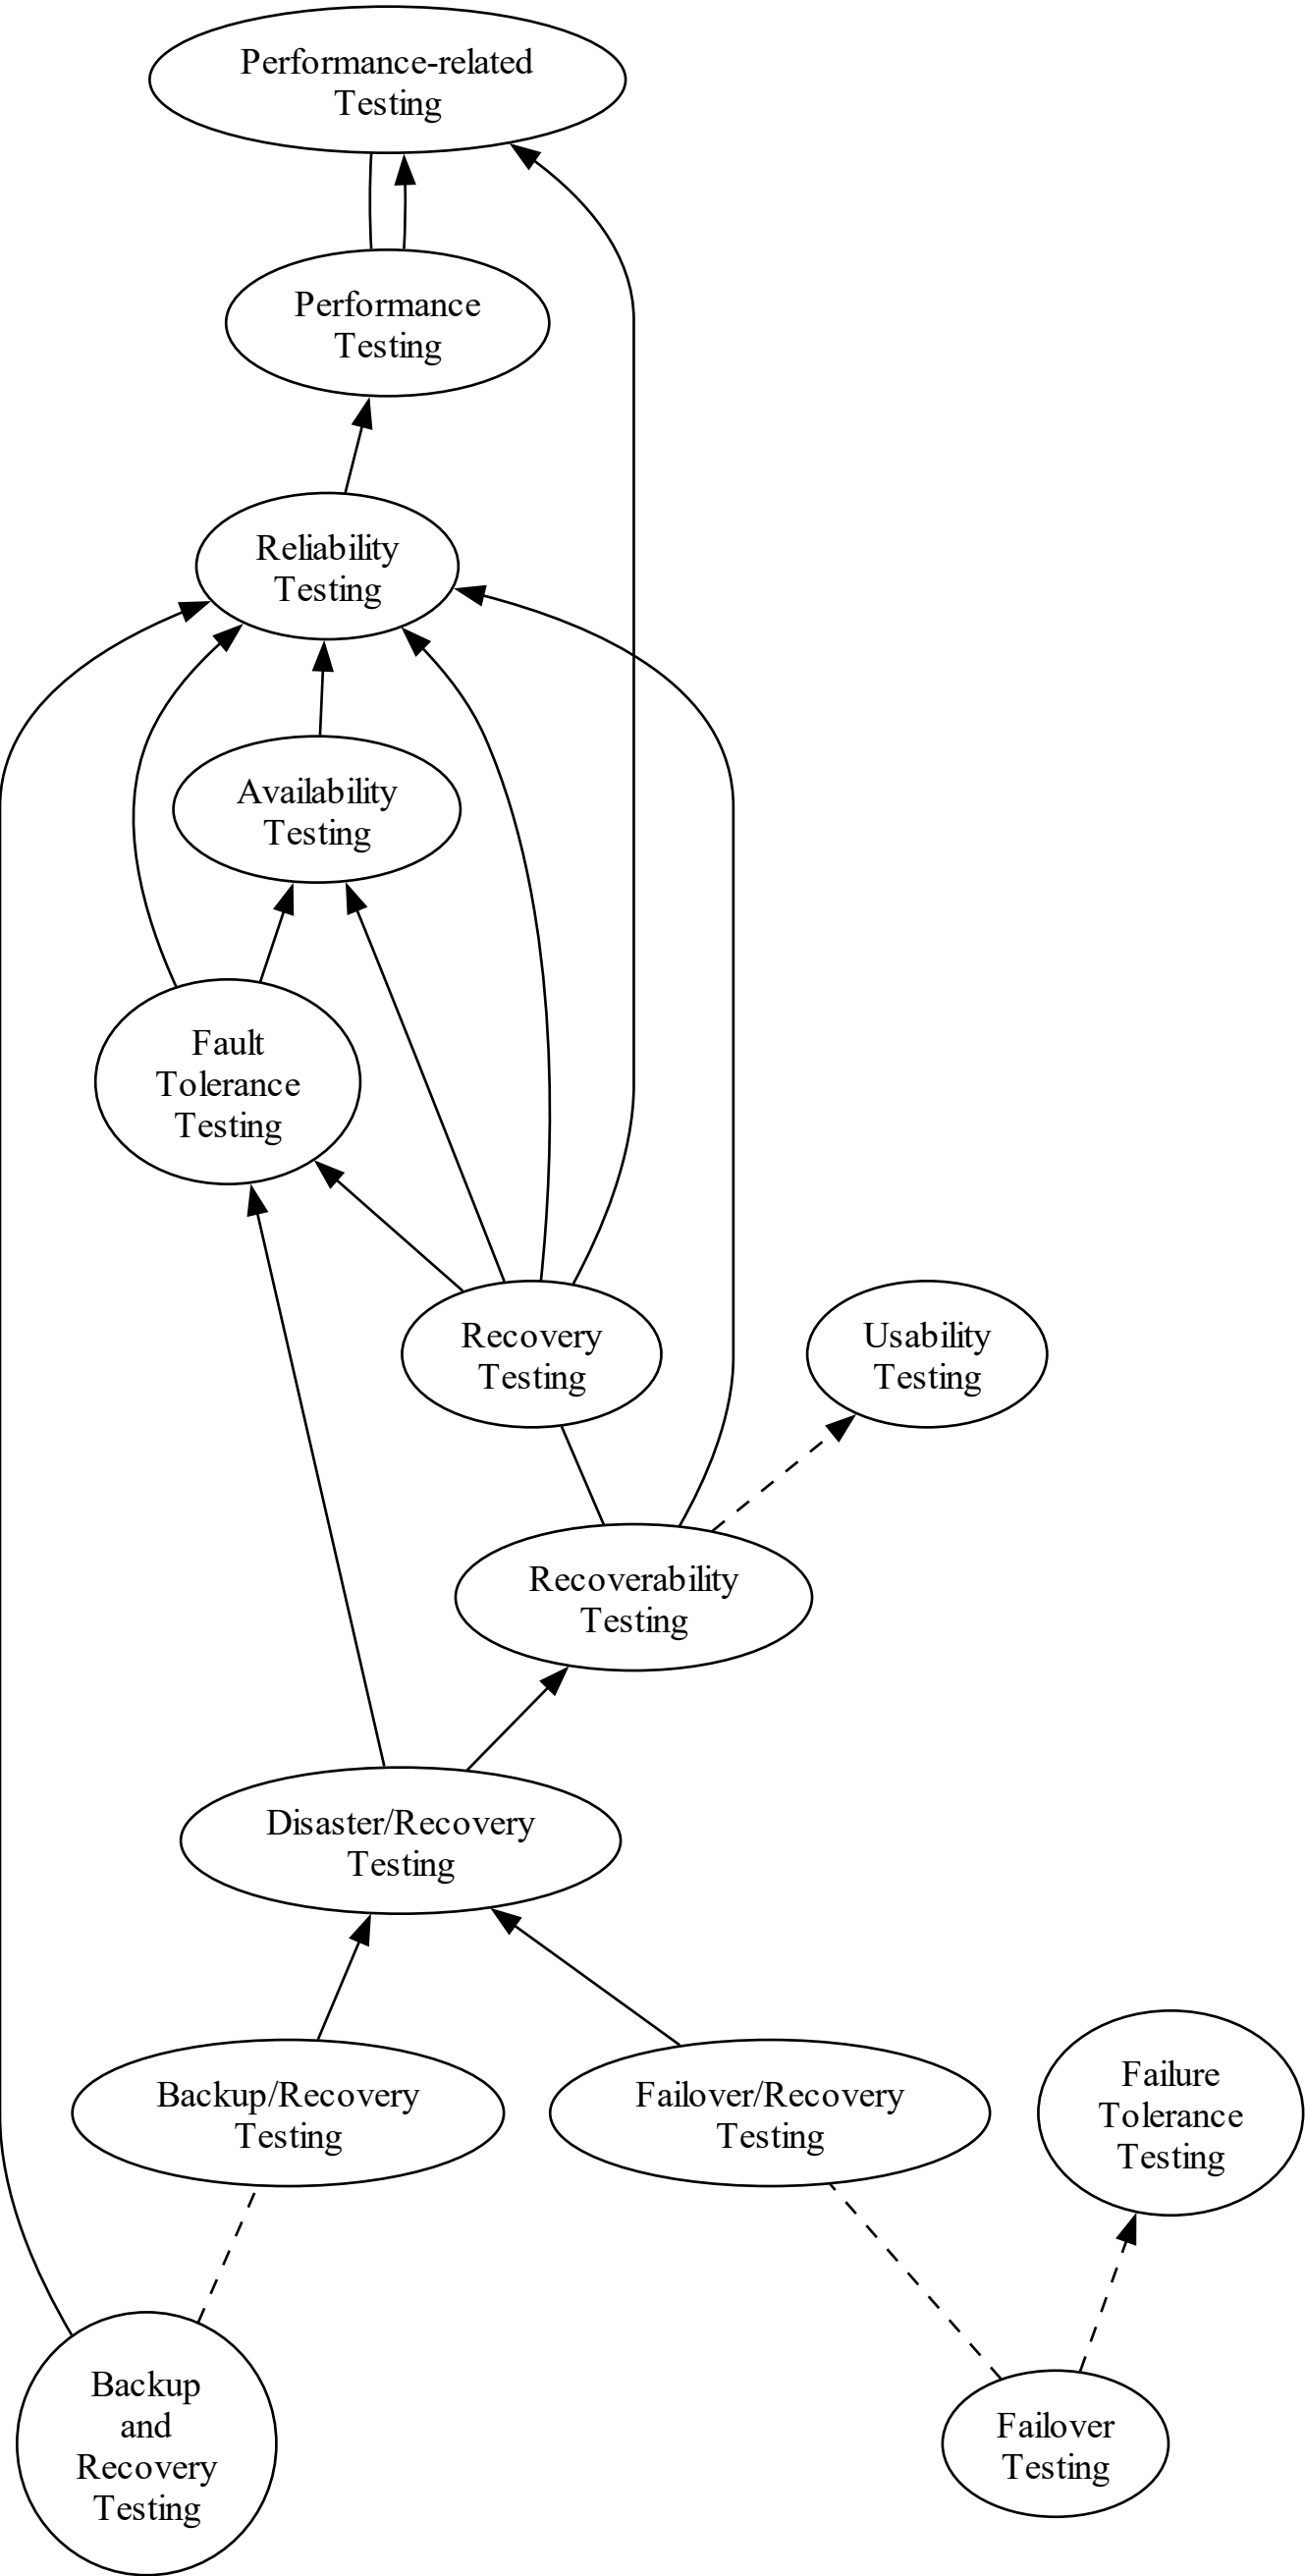 Performance-related
Testing
Performance
Testing
Reliability
Testing
Availability
Testing
Fault
Tolerance
Testing
Recovery
Testing
Usability
Testing
Recoverability
Testing
Disaster/Recovery
Testing
Backup/Recovery
Testing
Failover/Recovery
Testing
Failure
Tolerance
Testing
Backup
and
Recovery
Testing
Failover
Testing